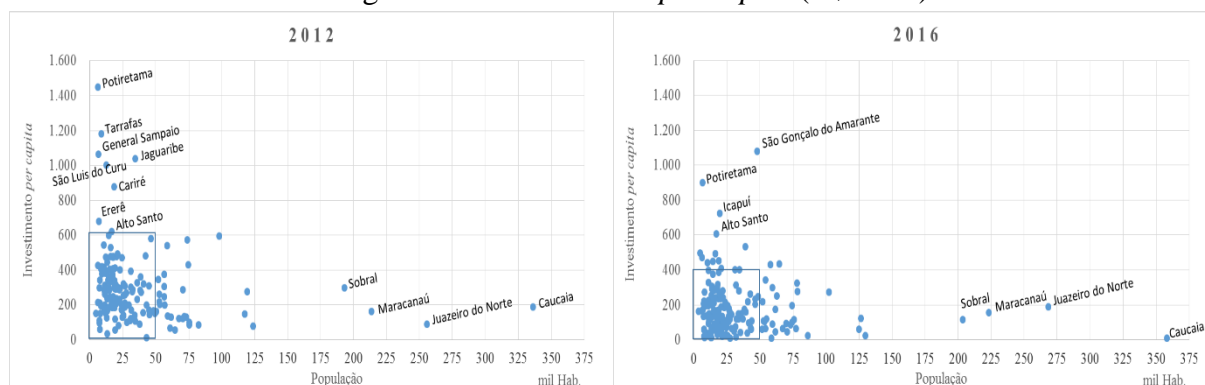 2012
1.600
1.400
1.200
1.000
800
600
400
200
0
Investimento per capita
Potiretama
Tarrafas
General Sampaio
Jaguaribe
São Luis do Curu
Cariré
Ererê
Alto Santo
Sobral
Maracanaú
Juazeiro do Norte
Caucaia
0 25 50 75 100 125 150 175 200 225 250 275 300 325 350 375
População
mil Hab.
2016
1.600
1.400
1.200
1.000
800
600
400
200
0
Investimento per capita
São Gonçalo do Amarante
Potiretama
Icapuí
Alto Santo
Sobral
Maracanaú
Juazeiro do Norte
Caucaia
0 25 50 75 100 125 150 175 200 225 250 275 300 325 350 375
População
mil Hab.